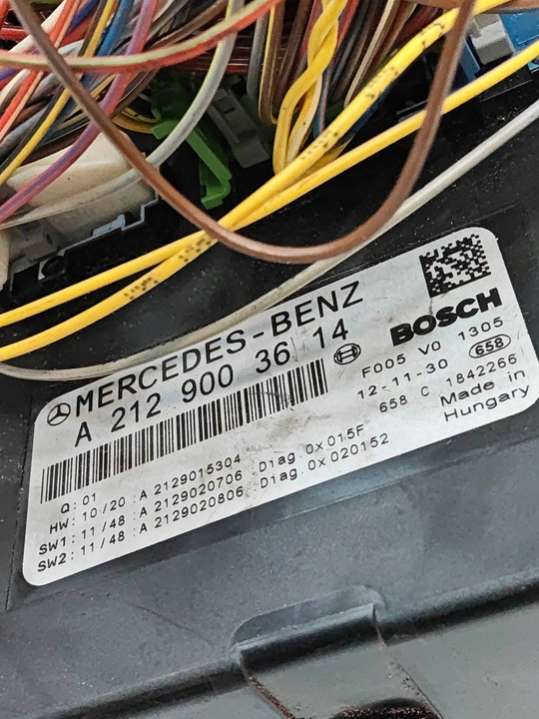 MERCEDES-BENZ
A 212 900 36 14
BOSCH
F005 V0 1305
12-11-30 658
658 C 1842266
Made in
Hungary
Q: 01
HW: 10/20: A 2129015304
SW1: 11/48: A 2129020706 Diag. 0x015F
SW2: 11/48: A 2129020806 Diag. 0x020152